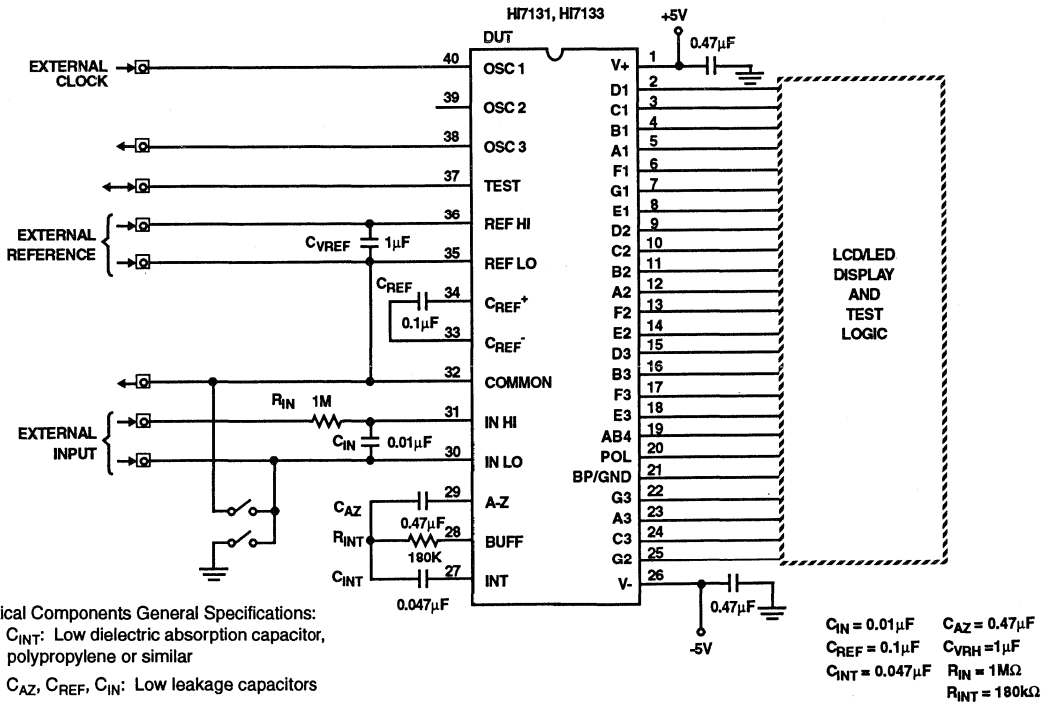 HI7131, HI7133
DUT
+5V
0.47µF
EXTERNAL
CLOCK
40
OSC 1
39
OSC 2
38
OSC 3
37
TEST
EXTERNAL
REFERENCE
36
REF HI
CVREF
1µF
35
REF LO
CREF
34
CREF+
0.1µF
33
CREF-
32
COMMON
RIN
1M
31
IN HI
EXTERNAL
INPUT
CIN
0.01µF
30
IN LO
CAZ
29
A-Z
0.47µF
RINT
28
BUFF
180K
CINT
27
INT
0.047µF
V+
1
D1
2
C1
3
B1
4
A1
5
F1
6
G1
7
E1
8
D2
9
C2
10
B2
11
A2
12
F2
13
E2
14
D3
15
B3
16
F3
17
E3
18
AB4
19
POL
20
BP/GND
21
G3
22
A3
23
C3
24
G2
25
V-
26
LCD/LED
DISPLAY
AND
TEST
LOGIC
0.47µF
-5V
ical Components General Specifications:
CINT: Low dielectric absorption capacitor,
polypropylene or similar
CAZ, CREF, CIN: Low leakage capacitors
CIN = 0.01µF CAZ = 0.47µF
CREF = 0.1µF CVRH =1µF
CINT = 0.047µF RIN = 1MΩ
RINT = 180kΩ